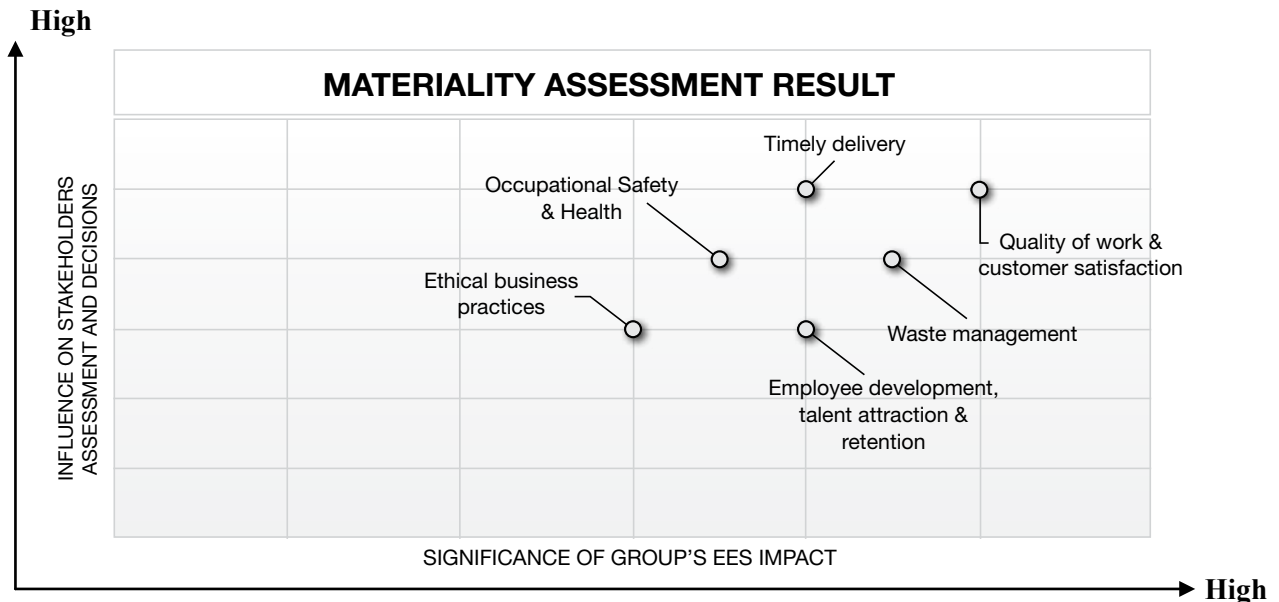 High
MATERIALITY ASSESSMENT RESULT
INFLUENCE ON STAKEHOLDERS
ASSESSMENT AND DECISIONS
Timely delivery
Occupational Safety
& Health
Quality of work &
customer satisfaction
Ethical business
practices
Waste management
Employee development,
talent attraction &
retention
SIGNIFICANCE OF GROUP’S EES IMPACT
High